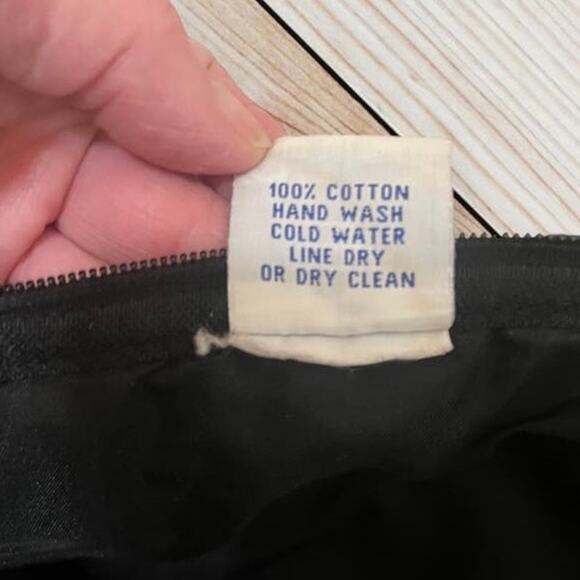 100% COTTON
HAND WASH
COLD WATER
LINE DRY
OR DRY CLEAN